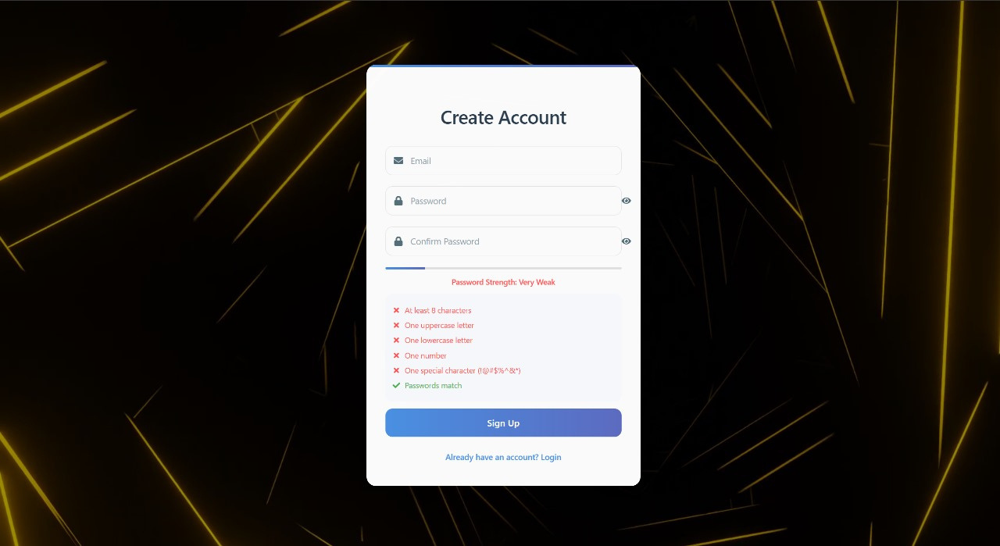 Create Account
Email
Password
Confirm Password
Password Strength: Very Weak
At least 8 characters
One uppercase letter
One lowercase letter
One number
One special character (!@#$%^&*)
Passwords match
Sign Up
Already have an account? Login